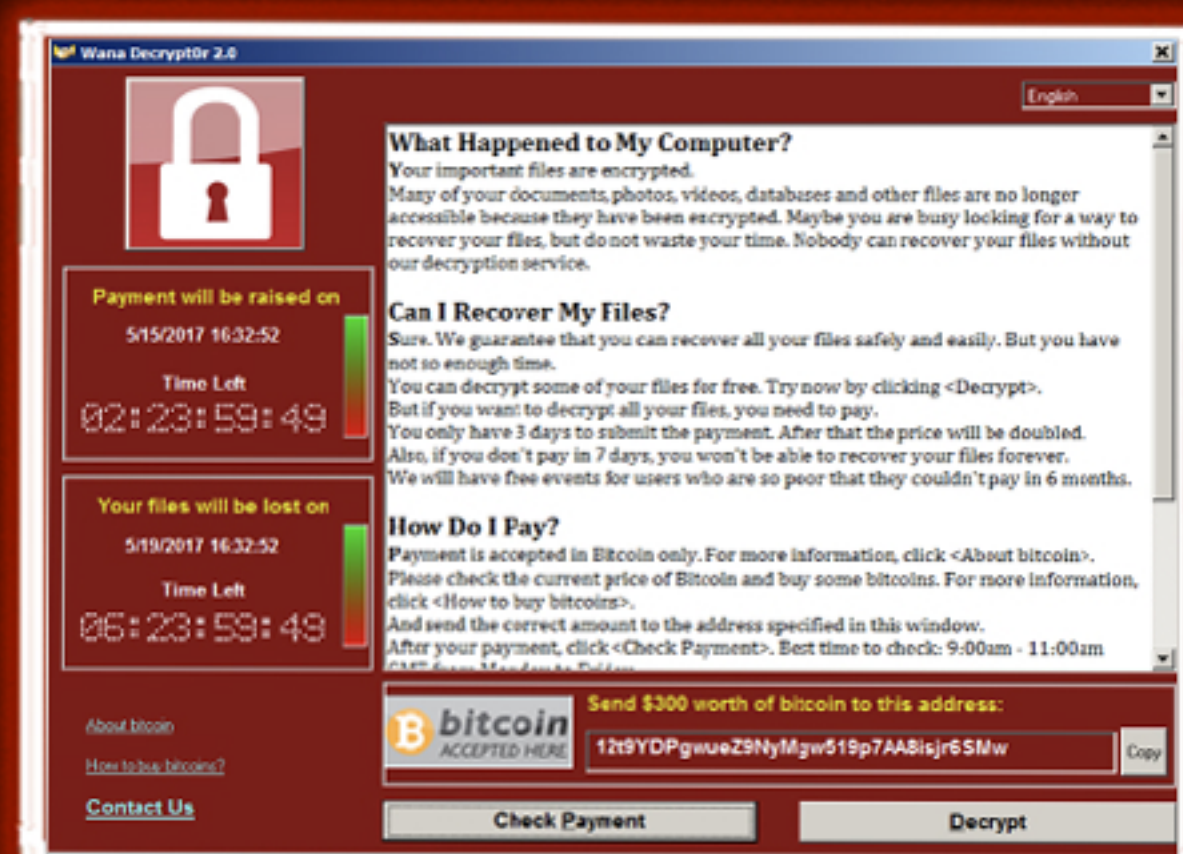 Wana Decrypt0r 2.0
English
What Happened to My Computer?
Your important files are encrypted.
Many of your documents, photos, videos, databases and other files are no longer
accessible because they have been encrypted. Maybe you are busy looking for a way to
recover your files, but do not waste your time. Nobody can recover your files without
our decryption service.
Can I Recover My Files?
Sure. We guarantee that you can recover all your files safely and easily. But you have
not so enough time.
You can decrypt some of your files for free. Try now by clicking <Decrypt>.
But if you want to decrypt all your files, you need to pay.
You only have 3 days to submit the payment. After that the price will be doubled.
Also, if you don't pay in 7 days, you won't be able to recover your files forever.
We will have free events for users who are so poor that they couldn't pay in 6 months.
How Do I Pay?
Payment is accepted in Bitcoin only. For more information, click <About bitcoin>.
Please check the current price of Bitcoin and buy some bitcoins. For more information,
click <How to buy bitcoins>.
And send the correct amount to the address specified in this window.
After your payment, click <Check Payment>. Best time to check: 9:00am - 11:00am
GMT from Monday to Friday.
Payment will be raised on
5/15/2017 16:32:52
Time Left
02:23:59:49
Your files will be lost on
5/19/2017 16:32:52
Time Left
06:23:59:49
About bitcoin
How to buy bitcoins?
Contact Us
bitcoin
ACCEPTED HERE
Send $300 worth of bitcoin to this address:
12t9YDPgwueZ9NyMgw519p7AA8isjr6SMw
Copy
Check Payment
Decrypt